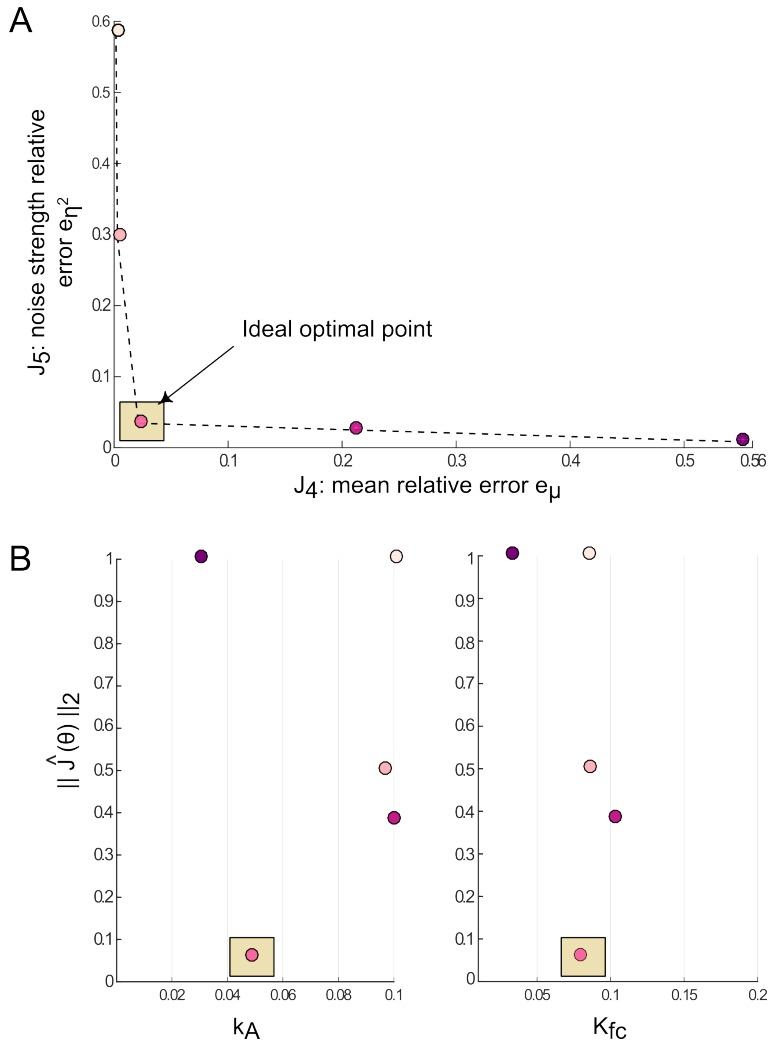 A
0.6
0.5
0.4
0.3
0.2
0.1
0
J5: noise strength relative
error eη²
Ideal optimal point
0 0.1 0.2 0.3 0.4 0.5 0.56
J4: mean relative error eμ
B
1
0.9
0.8
0.7
0.6
0.5
0.4
0.3
0.2
0.1
0
|| Ĵ (θ) ||2
0.02 0.04 0.06 0.08 0.1
kA
1
0.9
0.8
0.7
0.6
0.5
0.4
0.3
0.2
0.1
0
0.05 0.1 0.15 0.2
Kfc